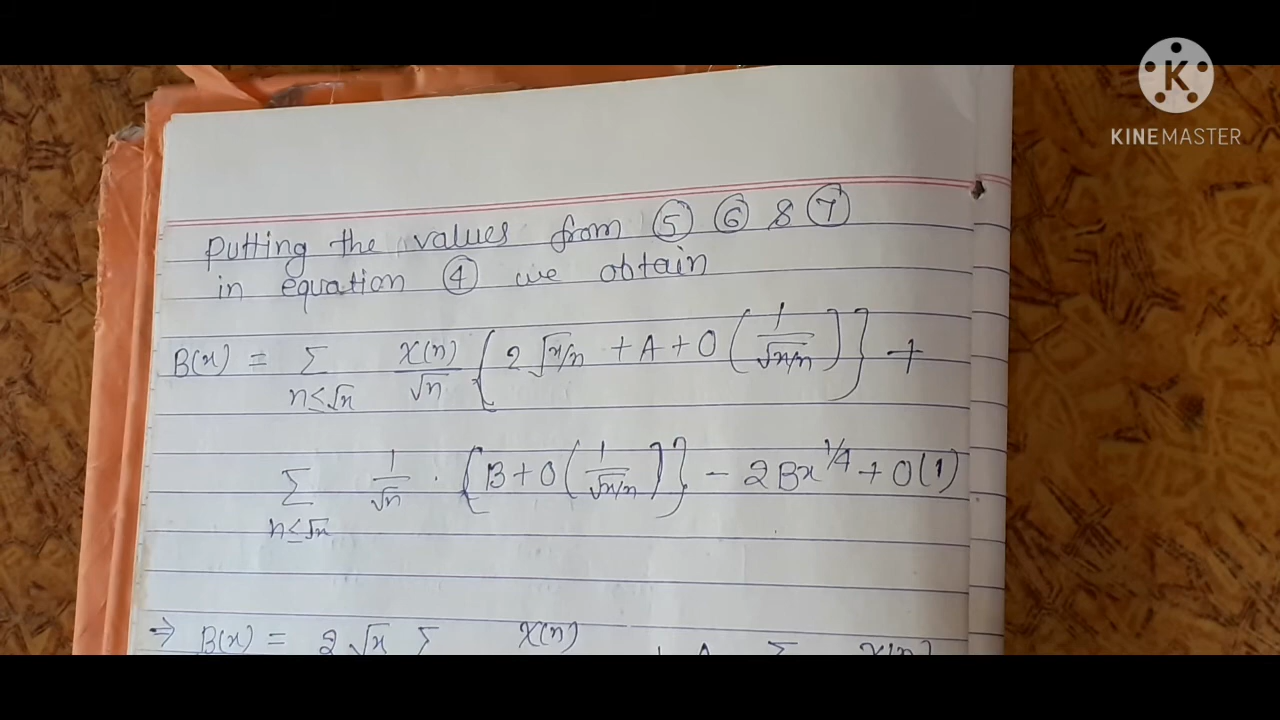 K
KINEMASTER
Putting the values from ⑤ ⑥ & ⑦
in equation ④ we obtain
B(x) = Σ_{n≤√x} χ(n)/√n {2√x/n + A + O(1/√x/n)} +
Σ_{n≤√x} 1/√n · {B + O(1/√x/n)} - 2Bx^{1/4} + O(1)
⇒ B(x) = 2√x Σ χ(n) + A Σ χ(n)